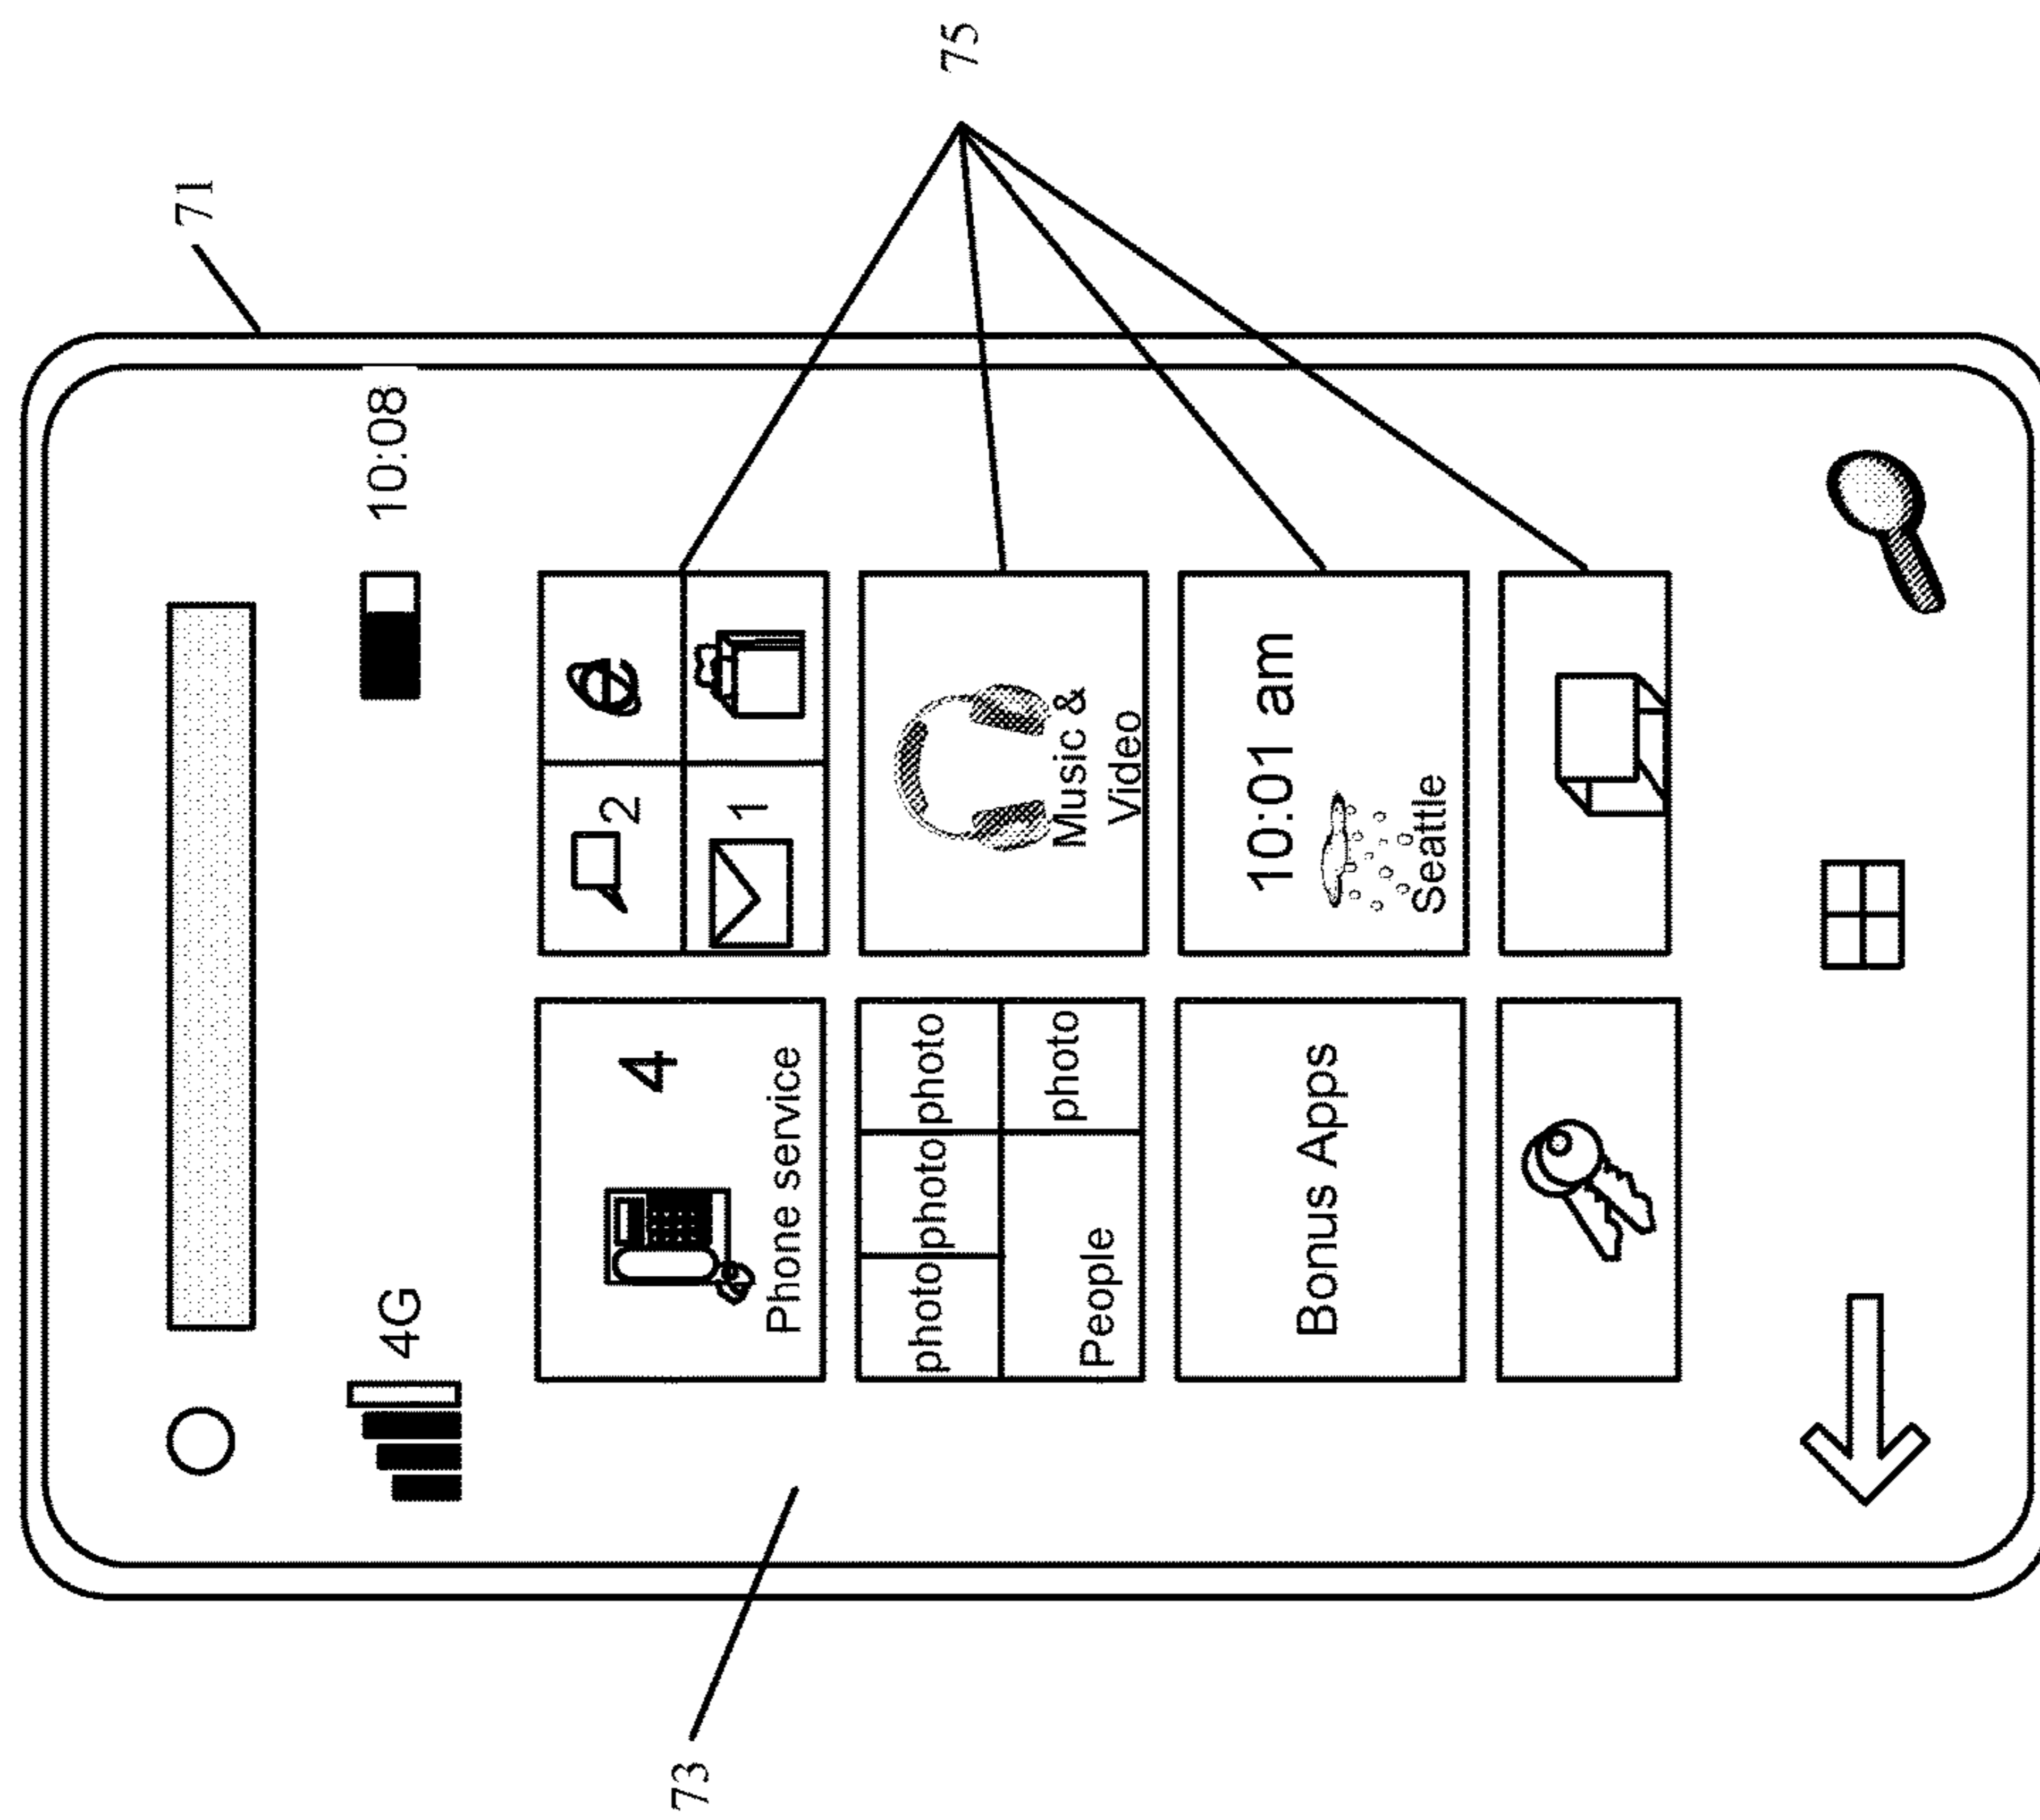 71
75
73
4G
10:08
4
Phone service
2
1
photo photo photo
photo
People
Music &
Video
Bonus Apps
10:01 am
Seattle